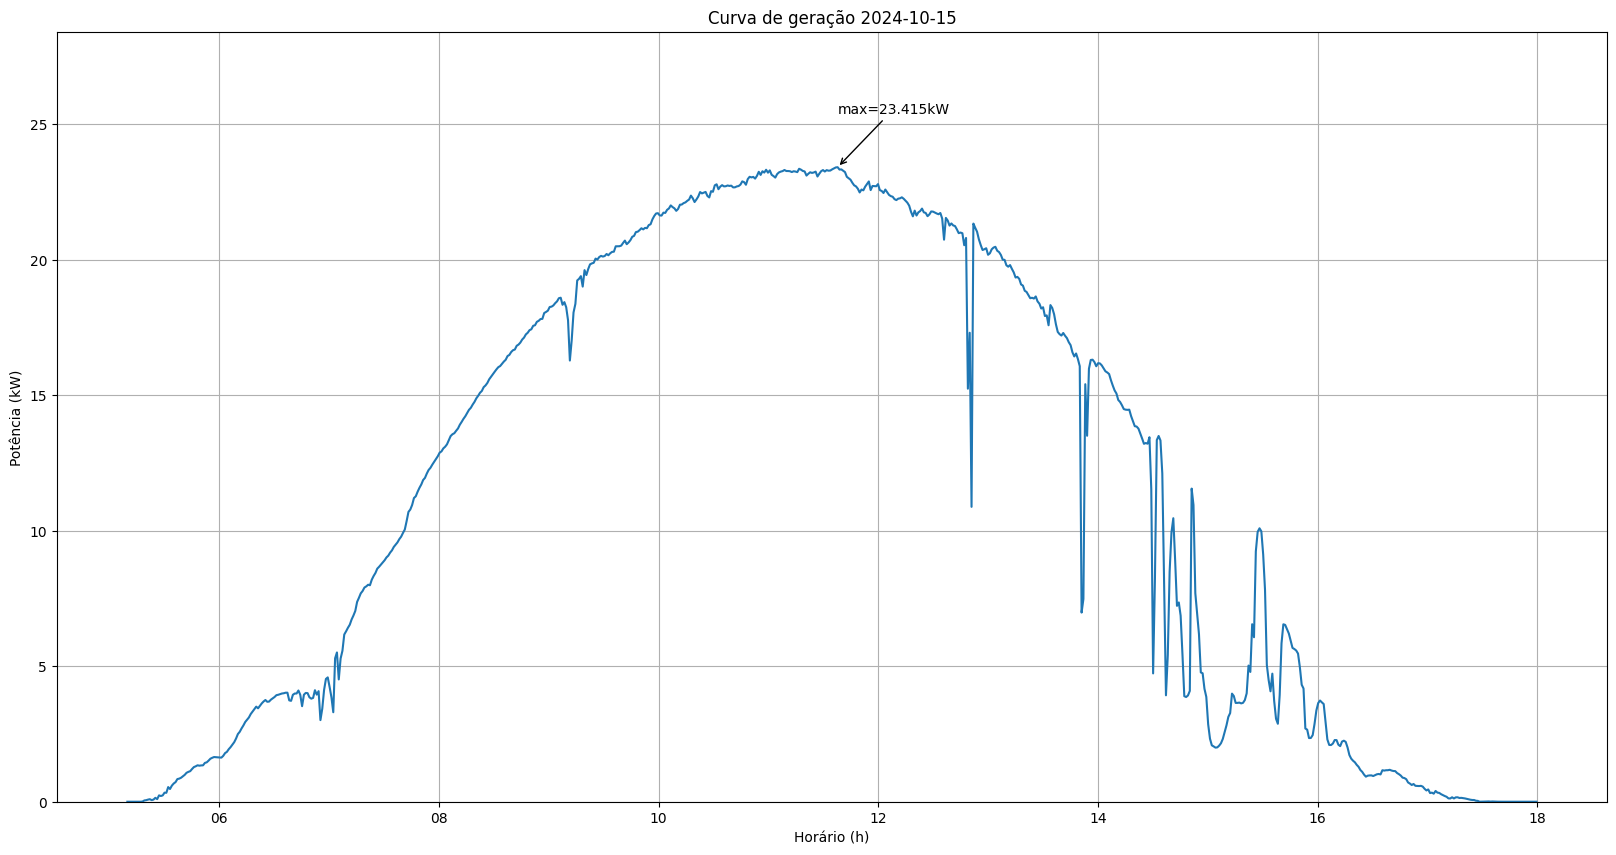 Curva de geração 2024-10-15
max=23.415kW
Potência (kW)
25
20
15
10
5
0
06 08 10 12 14 16 18
Horário (h)